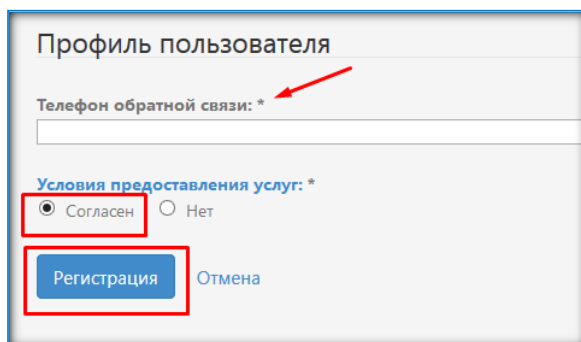 Профиль пользователя
Телефон обратной связи: *
Условия предоставления услуг: *
Согласен Нет
Регистрация Отмена